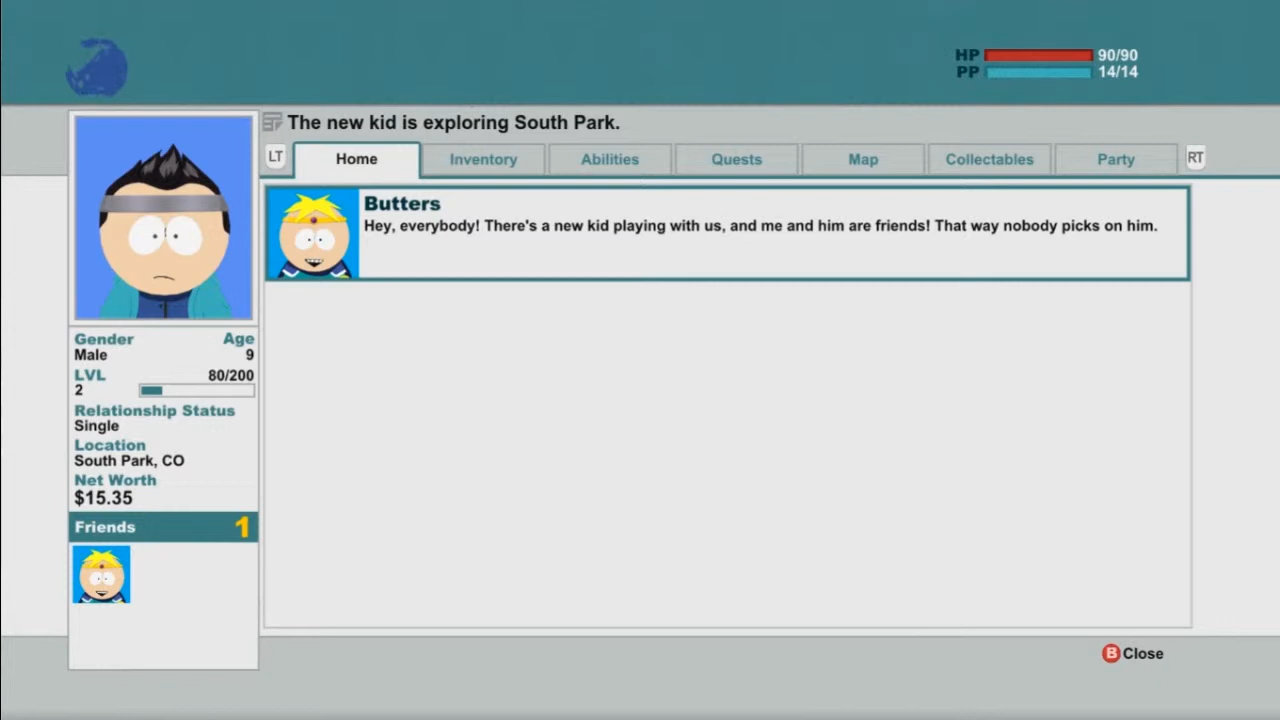 HP 90/90
PP 14/14
The new kid is exploring South Park.
LT Home Inventory Abilities Quests Map Collectables Party RT
Butters
Hey, everybody! There's a new kid playing with us, and me and him are friends! That way nobody picks on him.
Gender Age
Male 9
LVL 80/200
2
Relationship Status
Single
Location
South Park, CO
Net Worth
$15.35
Friends 1
B Close